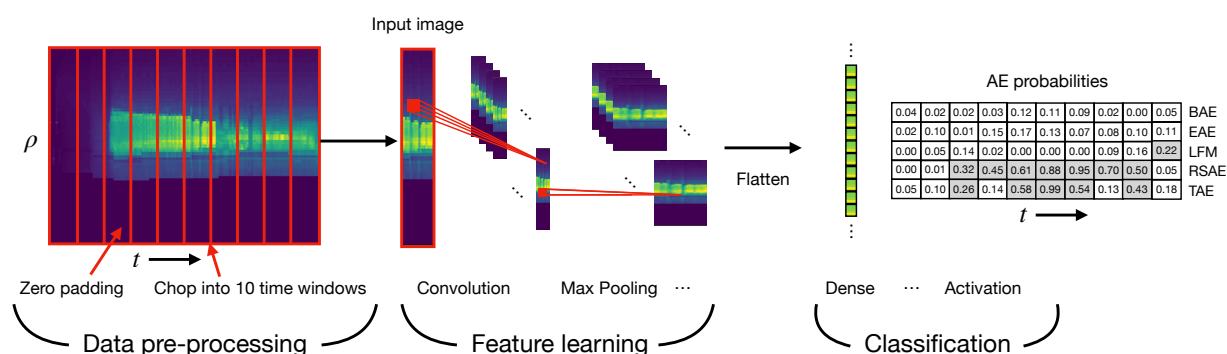 Input image
ρ
t
Zero padding
Chop into 10 time windows
Data pre-processing
Convolution
Max Pooling ...
Feature learning
Flatten
Dense ... Activation
Classification
AE probabilities
0.04 0.02 0.02 0.03 0.12 0.11 0.09 0.02 0.00 0.05 BAE
0.02 0.10 0.01 0.15 0.17 0.13 0.07 0.08 0.10 0.11 EAE
0.00 0.05 0.14 0.02 0.00 0.00 0.00 0.09 0.16 0.22 LFM
0.00 0.01 0.32 0.45 0.61 0.88 0.95 0.70 0.50 0.05 RSAE
0.05 0.10 0.26 0.14 0.58 0.99 0.54 0.13 0.43 0.18 TAE
t